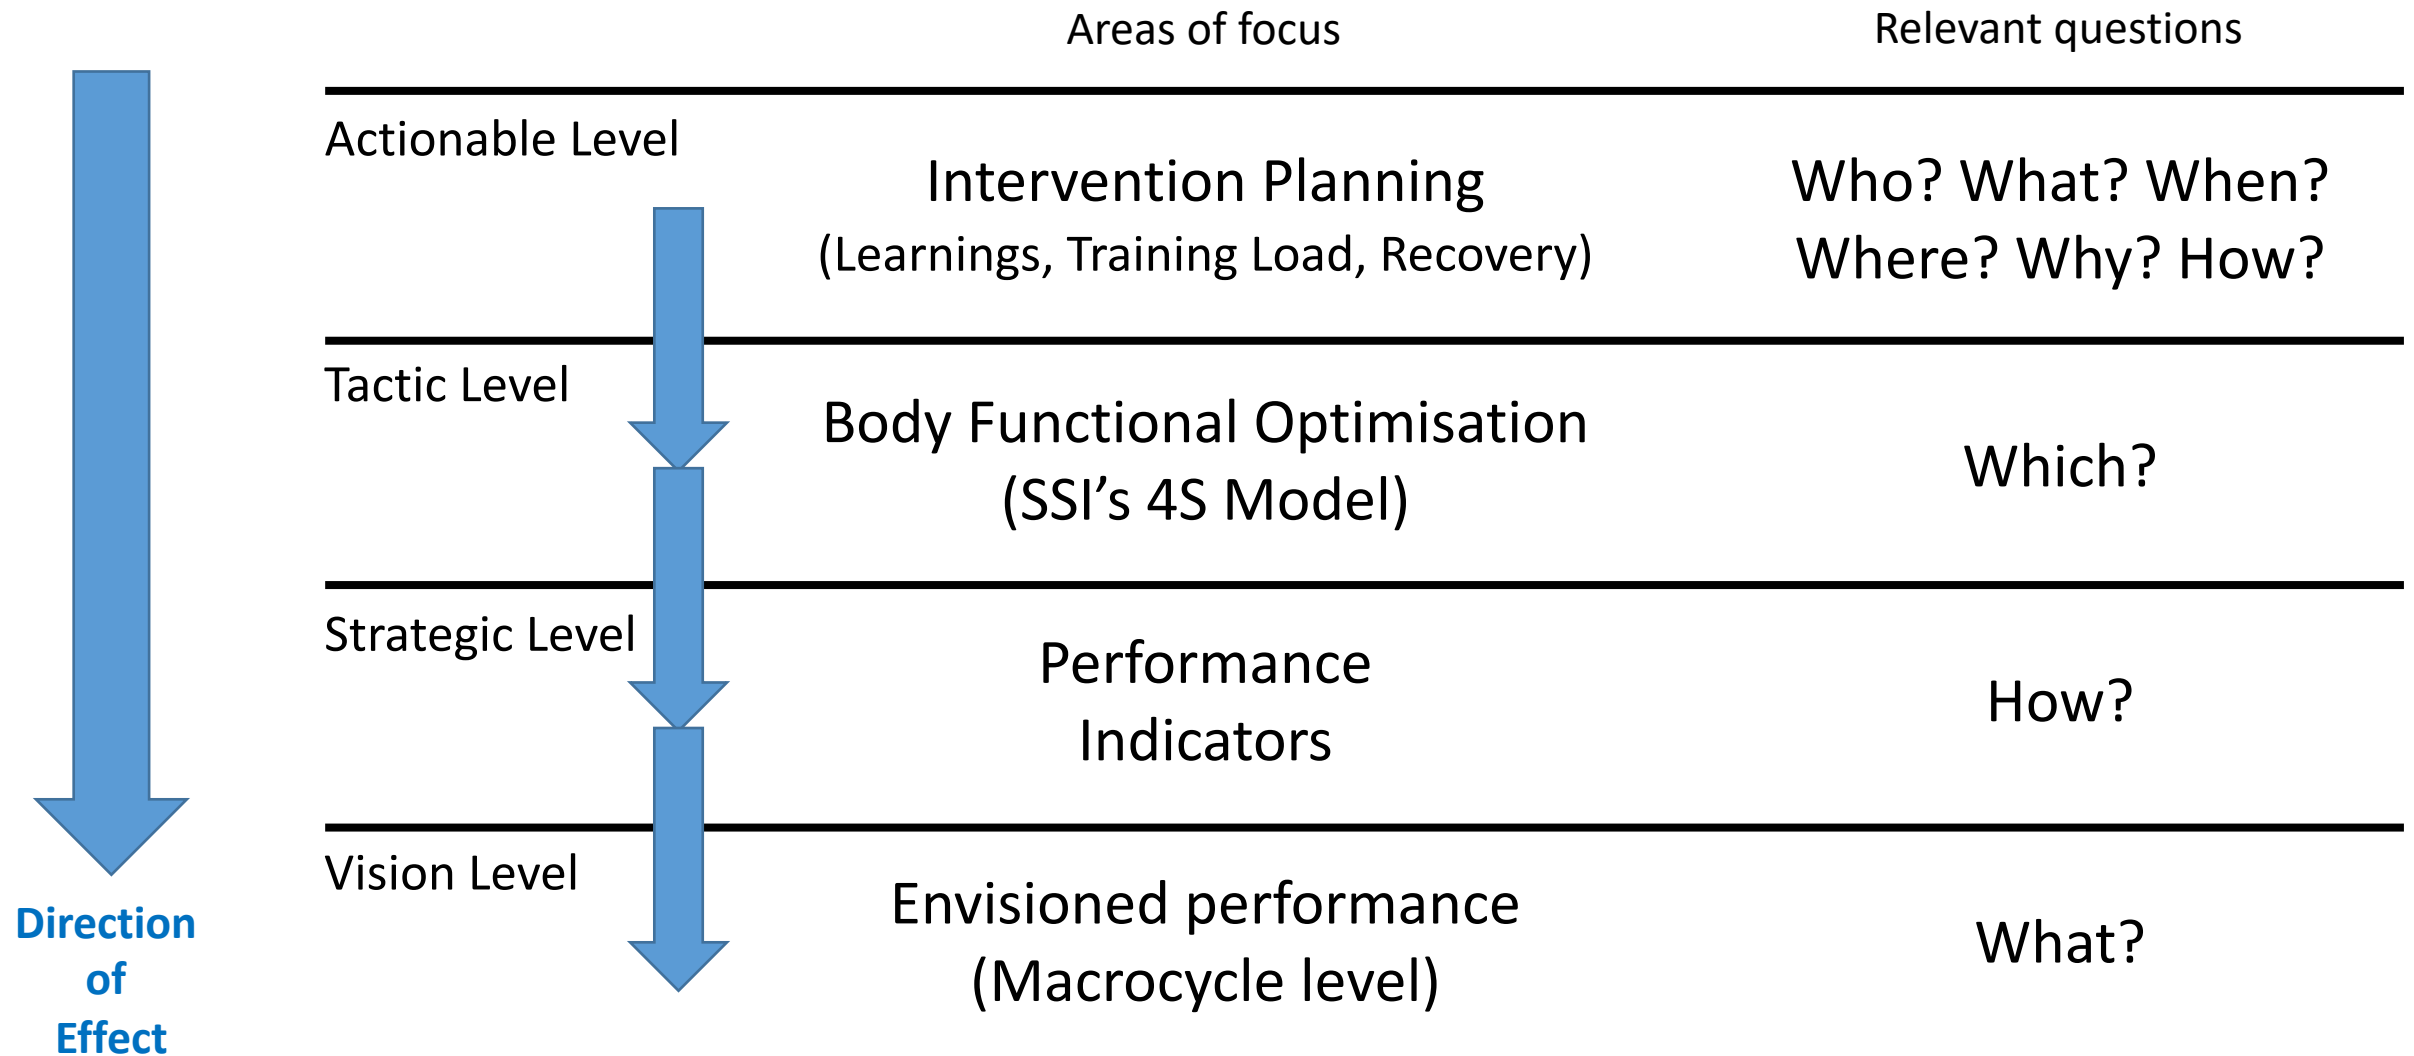 Areas of focus
Relevant questions
Actionable Level
Intervention Planning
(Learnings, Training Load, Recovery)
Who? What? When?
Where? Why? How?
Tactic Level
Body Functional Optimisation
(SSI’s 4S Model)
Which?
Strategic Level
Performance
Indicators
How?
Vision Level
Envisioned performance
(Macrocycle level)
What?
Direction
of
Effect